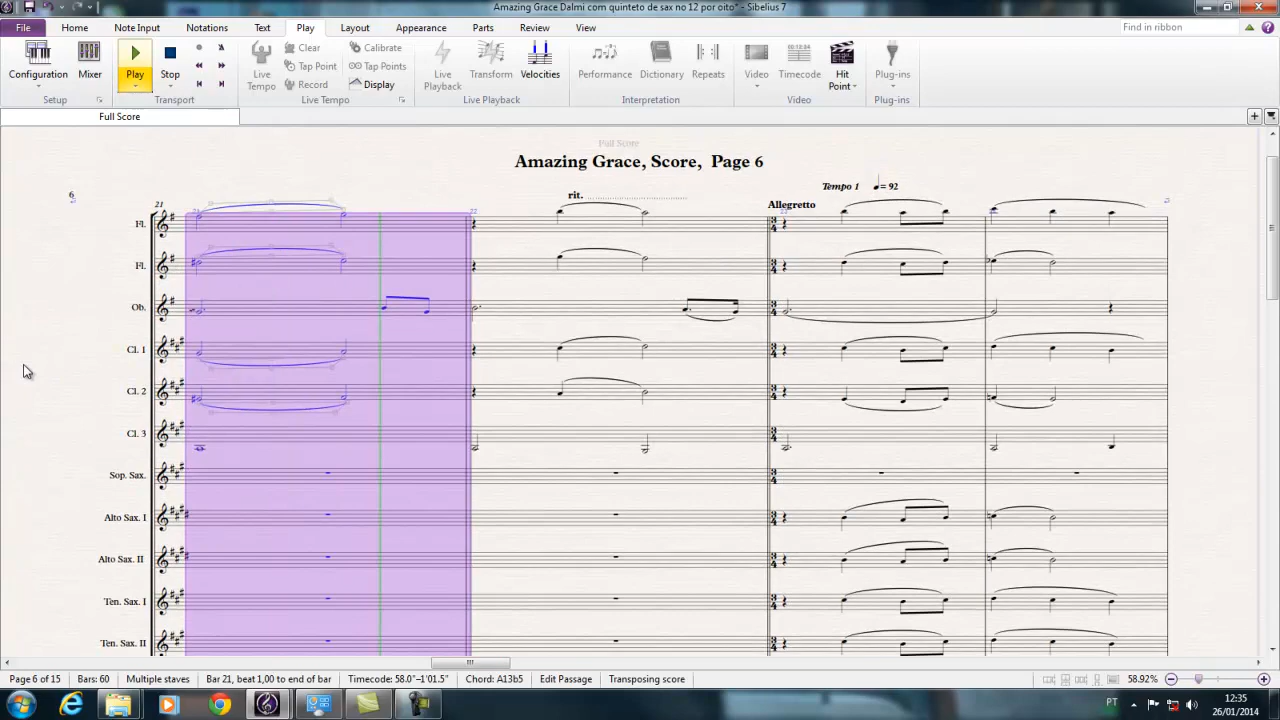 Amazing Grace Dalmi com quinteto de sax no 12 por oito* - Sibelius 7
File Home Note Input Notations Text Play Layout Appearance Parts Review View Find in ribbon
Configuration Mixer Play Stop Live Tempo Clear Tap Point Record Calibrate Tap Points Display Live Playback Transform Velocities Performance Dictionary Repeats Video Timecode Hit Point Plug-ins
Setup Transport Live Tempo Live Playback Interpretation Video Plug-ins
Full Score
Full Score
Amazing Grace, Score, Page 6
6
Tempo 1 = 92
rit.
21
Allegretto
Fl.
Fl.
Ob.
Cl. 1
Cl. 2
Cl. 3
Sop. Sax.
Alto Sax. I
Alto Sax. II
Ten. Sax. I
Ten. Sax. II
Page 6 of 15 Bars: 60 Multiple staves Bar 21, beat 1,00 to end of bar Timecode: 58.0"–1'01.5" Chord: A13b5 Edit Passage Transposing score 58.92%
PT 12:35
26/01/2014